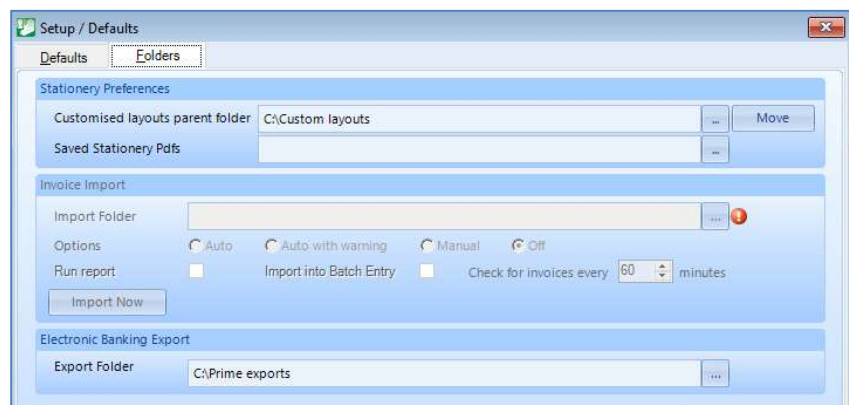 Setup / Defaults
Defaults Folders
Stationery Preferences
Customised layouts parent folder C:\Custom layouts ... Move
Saved Stationery Pdfs ...
Invoice Import
Import Folder ...
Options Auto Auto with warning Manual Off
Run report Import into Batch Entry Check for invoices every 60 minutes
Import Now
Electronic Banking Export
Export Folder C:\Prime exports ...